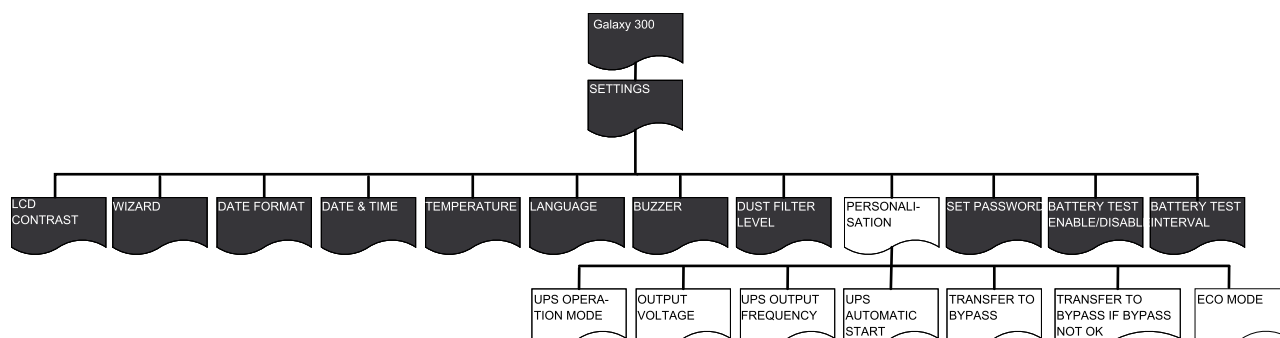 Galaxy 300
SETTINGS
LCD
CONTRAST
WIZARD
DATE FORMAT
DATE & TIME
TEMPERATURE
LANGUAGE
BUZZER
DUST FILTER
LEVEL
PERSONALI-
SATION
SET PASSWORD
BATTERY TEST
ENABLE/DISABL
BATTERY TEST
INTERVAL
UPS OPERA-
TION MODE
OUTPUT
VOLTAGE
UPS OUTPUT
FREQUENCY
UPS
AUTOMATIC
START
TRANSFER TO
BYPASS
TRANSFER TO
BYPASS IF BYPASS
NOT OK
ECO MODE